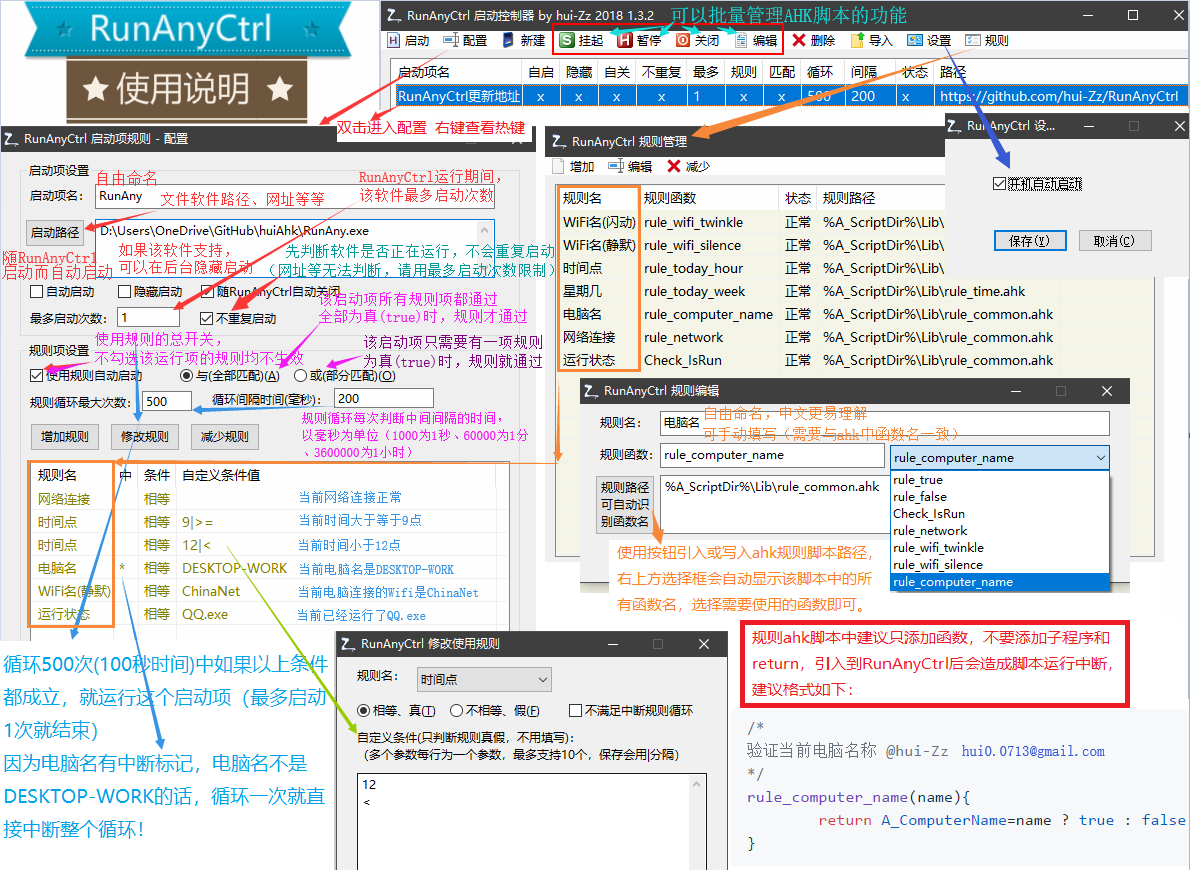 RunAnyCtrl
★ 使用说明 ★
RunAnyCtrl 启动控制器 by hui-Zz 2018 1.3.2
可以批量管理AHK脚本的功能
启动 配置 新建 挂起 暂停 关闭 编辑 删除 导入 设置 规则
启动项名 自启 隐藏 自关 不重复 最多 规则 匹配 循环 间隔 状态 路径
RunAnyCtrl更新地址 x x x x 1 x x 500 200 x https://github.com/hui-Zz/RunAnyCtrl
双击进入配置 右键查看热键
RunAnyCtrl 启动项规则 - 配置
启动项设置
自由命名
RunAnyCtrl运行期间，
该软件最多启动次数
启动项名: RunAny
文件软件路径、网址等等
启动路径 D:\Users\OneDrive\GitHub\huiAhk\RunAny.exe
随RunAnyCtrl
启动而自动启动
如果该软件支持，
可以在后台隐藏启动
先判断软件是否正在运行，不会重复启动
（网址等无法判断，请用最多启动次数限制）
自动启动 隐藏启动 随RunAnyCtrl自动关闭
最多启动次数: 1 不重复启动
该启动项所有规则项都通过
全部为真(true)时，规则才通过
使用规则的总开关，
不勾选该运行项的规则均不生效
该启动项只需要有一项规则
为真(true)时，规则就通过
规则项设置
使用规则自动启动 与(全部匹配)(A) 或(部分匹配)(O)
规则循环最大次数: 500 循环间隔时间(毫秒): 200
规则循环每次判断中间间隔的时间，
以毫秒为单位（1000为1秒、60000为1分
、3600000为1小时）
增加规则 修改规则 减少规则
规则名 中 条件 自定义条件值
网络连接 相等 当前网络连接正常
时间点 相等 9|>= 当前时间大于等于9点
时间点 相等 12|< 当前时间小于12点
电脑名 * 相等 DESKTOP-WORK 当前电脑名是DESKTOP-WORK
WiFi名(静默) 相等 ChinaNet 当前电脑连接的Wifi是ChinaNet
运行状态 相等 QQ.exe 当前已经运行了QQ.exe
循环500次(100秒时间)中如果以上条件
都成立，就运行这个启动项（最多启动
1次就结束）
因为电脑名有中断标记，电脑名不是
DESKTOP-WORK的话，循环一次就直
接中断整个循环！
RunAnyCtrl 规则管理
增加 编辑 减少
规则名 规则函数 状态 规则路径
WiFi名(闪动) rule_wifi_twinkle 正常 %A_ScriptDir%\Lib\
WiFi名(静默) rule_wifi_silence 正常 %A_ScriptDir%\Lib\
时间点 rule_today_hour 正常 %A_ScriptDir%\Lib\
星期几 rule_today_week 正常 %A_ScriptDir%\Lib\rule_time.ahk
电脑名 rule_computer_name 正常 %A_ScriptDir%\Lib\rule_common.ahk
网络连接 rule_network 正常 %A_ScriptDir%\Lib\rule_common.ahk
运行状态 Check_IsRun 正常 %A_ScriptDir%\Lib\rule_common.ahk
RunAnyCtrl 设...
开机自动启动
保存(Y) 取消(C)
RunAnyCtrl 规则编辑
规则名: 电脑名
自由命名，中文更易理解
可手动填写（需要与ahk中函数名一致）
规则函数: rule_computer_name rule_computer_name
规则路径
可自动识
别函数名
%A_ScriptDir%\Lib\rule_common.ahk
rule_true
rule_false
Check_IsRun
rule_network
rule_wifi_twinkle
rule_wifi_silence
rule_computer_name
使用按钮引入或写入ahk规则脚本路径，
右上方选择框会自动显示该脚本中的所
有函数名，选择需要使用的函数即可。
RunAnyCtrl 修改使用规则
规则名: 时间点
相等、真(T) 不相等、假(F) 不满足中断规则循环
自定义条件(只判断规则真假，不用填写):
(多个参数每行为一个参数，最多支持10个，保存会用|分隔)
12
<
规则ahk脚本中建议只添加函数，不要添加子程序和
return，引入到RunAnyCtrl后会造成脚本运行中断，
建议格式如下：
/*
验证当前电脑名称 @hui-Zz hui0.0713@gmail.com
*/
rule_computer_name(name){
return A_ComputerName=name ? true : false
}